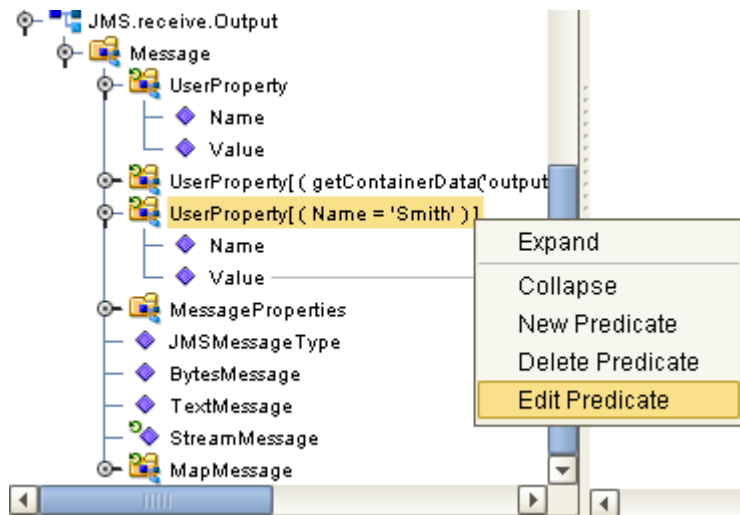 JMS.receive.Output
Message
UserProperty
Name
Value
UserProperty[ ( getContainerData('output
UserProperty[ ( Name = 'Smith' ) ]
Name
Value
MessageProperties
JMSMessageType
BytesMessage
TextMessage
StreamMessage
MapMessage
Expand
Collapse
New Predicate
Delete Predicate
Edit Predicate